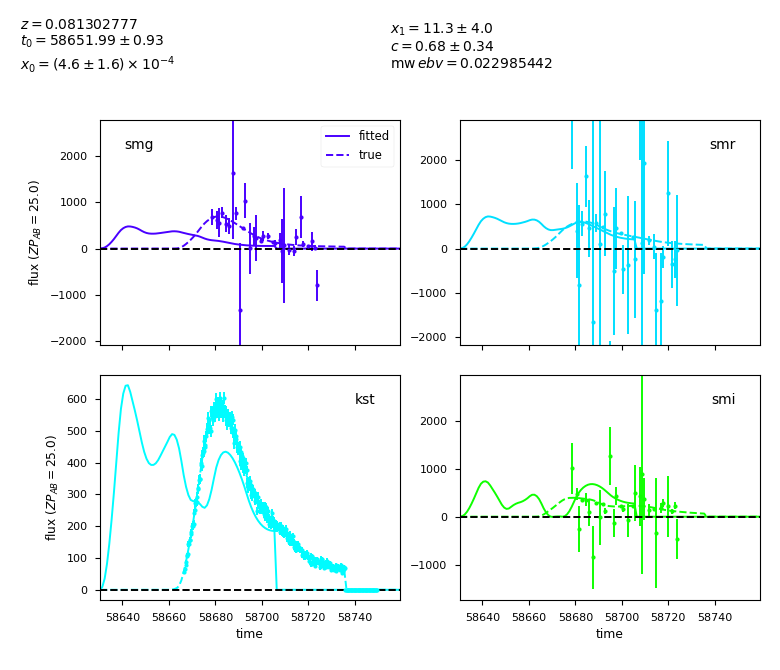 z = 0.081302777
t₀ = 58651.99 ± 0.93
x₀ = (4.6 ± 1.6) × 10⁻⁴
x₁ = 11.3 ± 4.0
c = 0.68 ± 0.34
mw ebv = 0.022985442
smg
fitted
true
2000
1000
0
−1000
−2000
flux (ZP_AB = 25.0)
smr
2000
1000
0
−1000
−2000
kst
600
500
400
300
200
100
0
flux (ZP_AB = 25.0)
58640 58660 58680 58700 58720 58740
time
smi
2000
1000
0
−1000
58640 58660 58680 58700 58720 58740
time